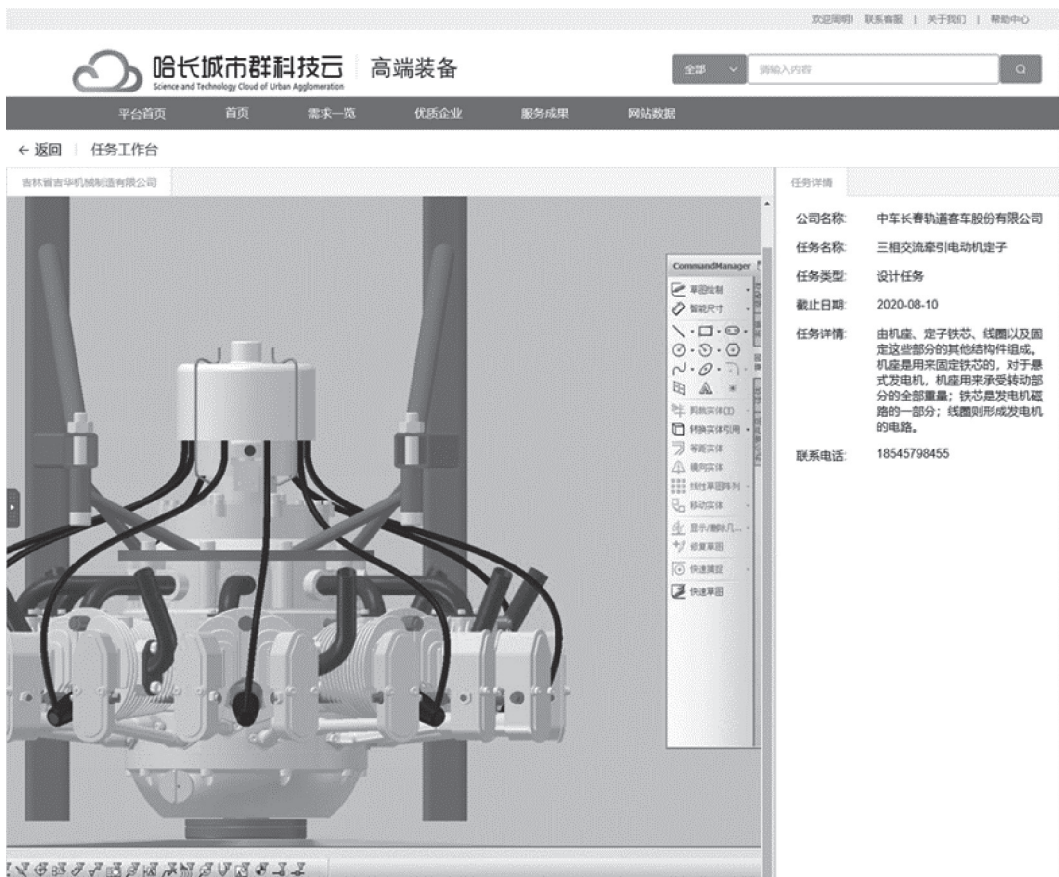 欢迎周明! 联系客服 | 关于我们 | 帮助中心
哈长城市群科技云 高端装备
Science and Technology Cloud of Urban Agglomeration
全部 请输入内容
平台首页 首页 需求一览 优质企业 服务成果 网站数据
← 返回 任务工作台
吉林省吉华机械制造有限公司
任务详情
公司名称: 中车长春轨道客车股份有限公司
任务名称: 三相交流牵引电动机定子
任务类型: 设计任务
截止日期: 2020-08-10
任务详情: 由机座、定子铁芯、线圈以及固
定这些部分的其他结构件组成。
机座是用来固定铁芯的，对于悬
式发电机，机座用来承受转动部
分的全部重量；铁芯是发电机磁
路的一部分；线圈则形成发电机
的电路。
联系电话: 18545798455
CommandManager
草图绘制
智能尺寸
剪裁实体(T)
转换实体引用
等距实体
镜向实体
线性草图阵列
移动实体
显示/删除几...
修复草图
快速捕捉
快速草图